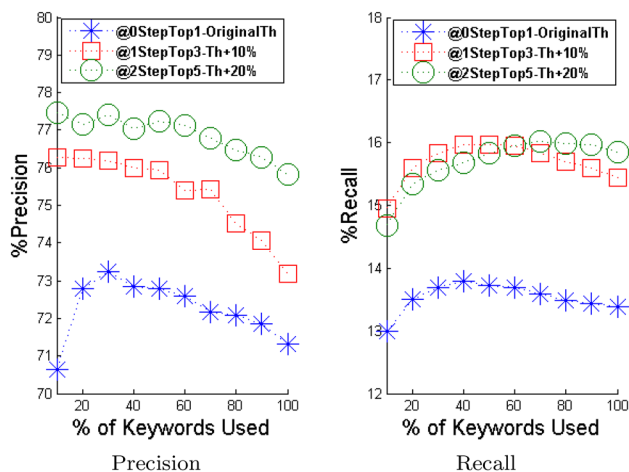 80
79
78
77
76
75
74
73
72
71
70
%Precision
@0StepTop1-OriginalTh
@1StepTop3-Th+10%
@2StepTop5-Th+20%
20 40 60 80 100
% of Keywords Used
Precision
18
17
16
15
14
13
12
%Recall
@0StepTop1-OriginalTh
@1StepTop3-Th+10%
@2StepTop5-Th+20%
20 40 60 80 100
% of Keywords Used
Recall